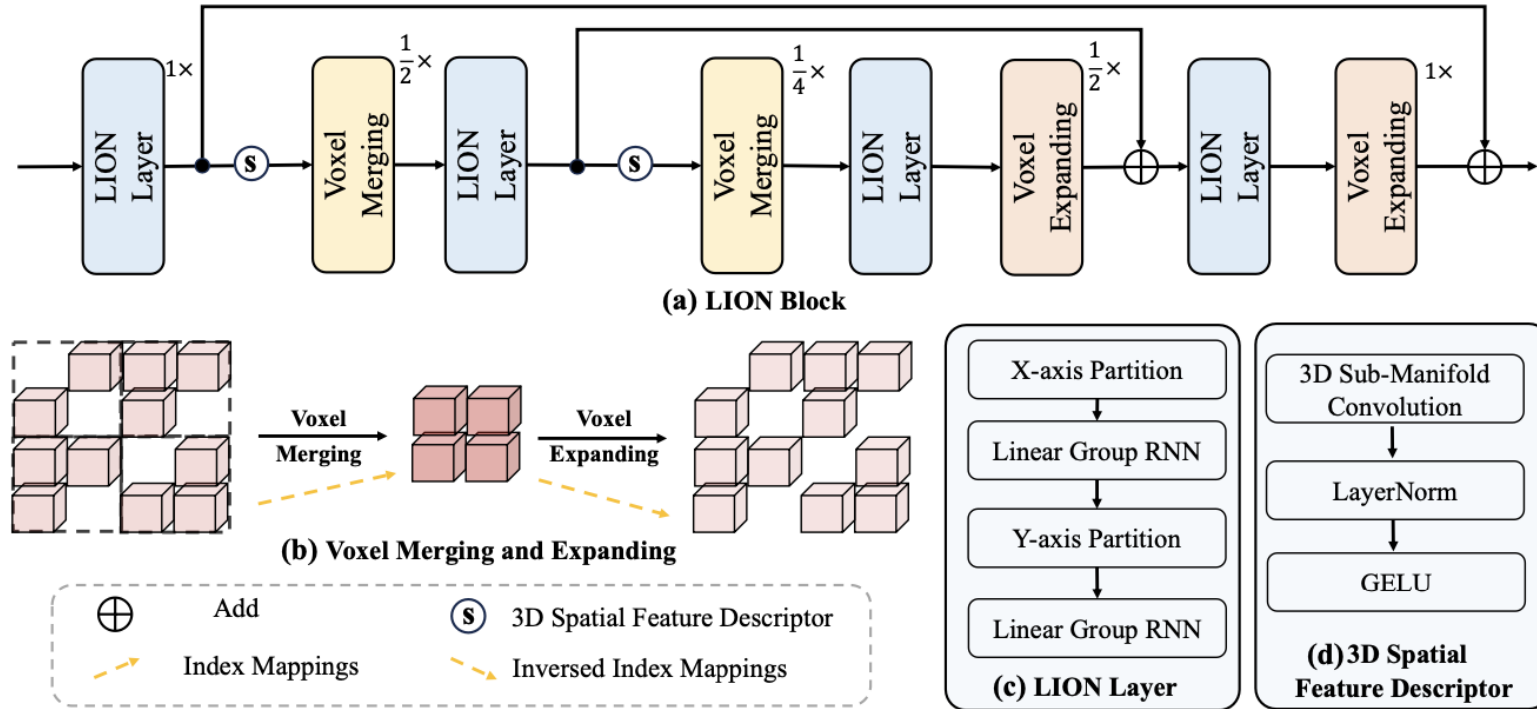 1×
1/2×
1/4×
1/2×
1×
LION
Layer
S
Voxel
Merging
LION
Layer
S
Voxel
Merging
LION
Layer
Voxel
Expanding
LION
Layer
Voxel
Expanding
(a) LION Block
Voxel
Merging
Voxel
Expanding
(b) Voxel Merging and Expanding
Add
S 3D Spatial Feature Descriptor
Index Mappings
Inversed Index Mappings
X-axis Partition
Linear Group RNN
Y-axis Partition
Linear Group RNN
(c) LION Layer
3D Sub-Manifold
Convolution
LayerNorm
GELU
(d) 3D Spatial
Feature Descriptor